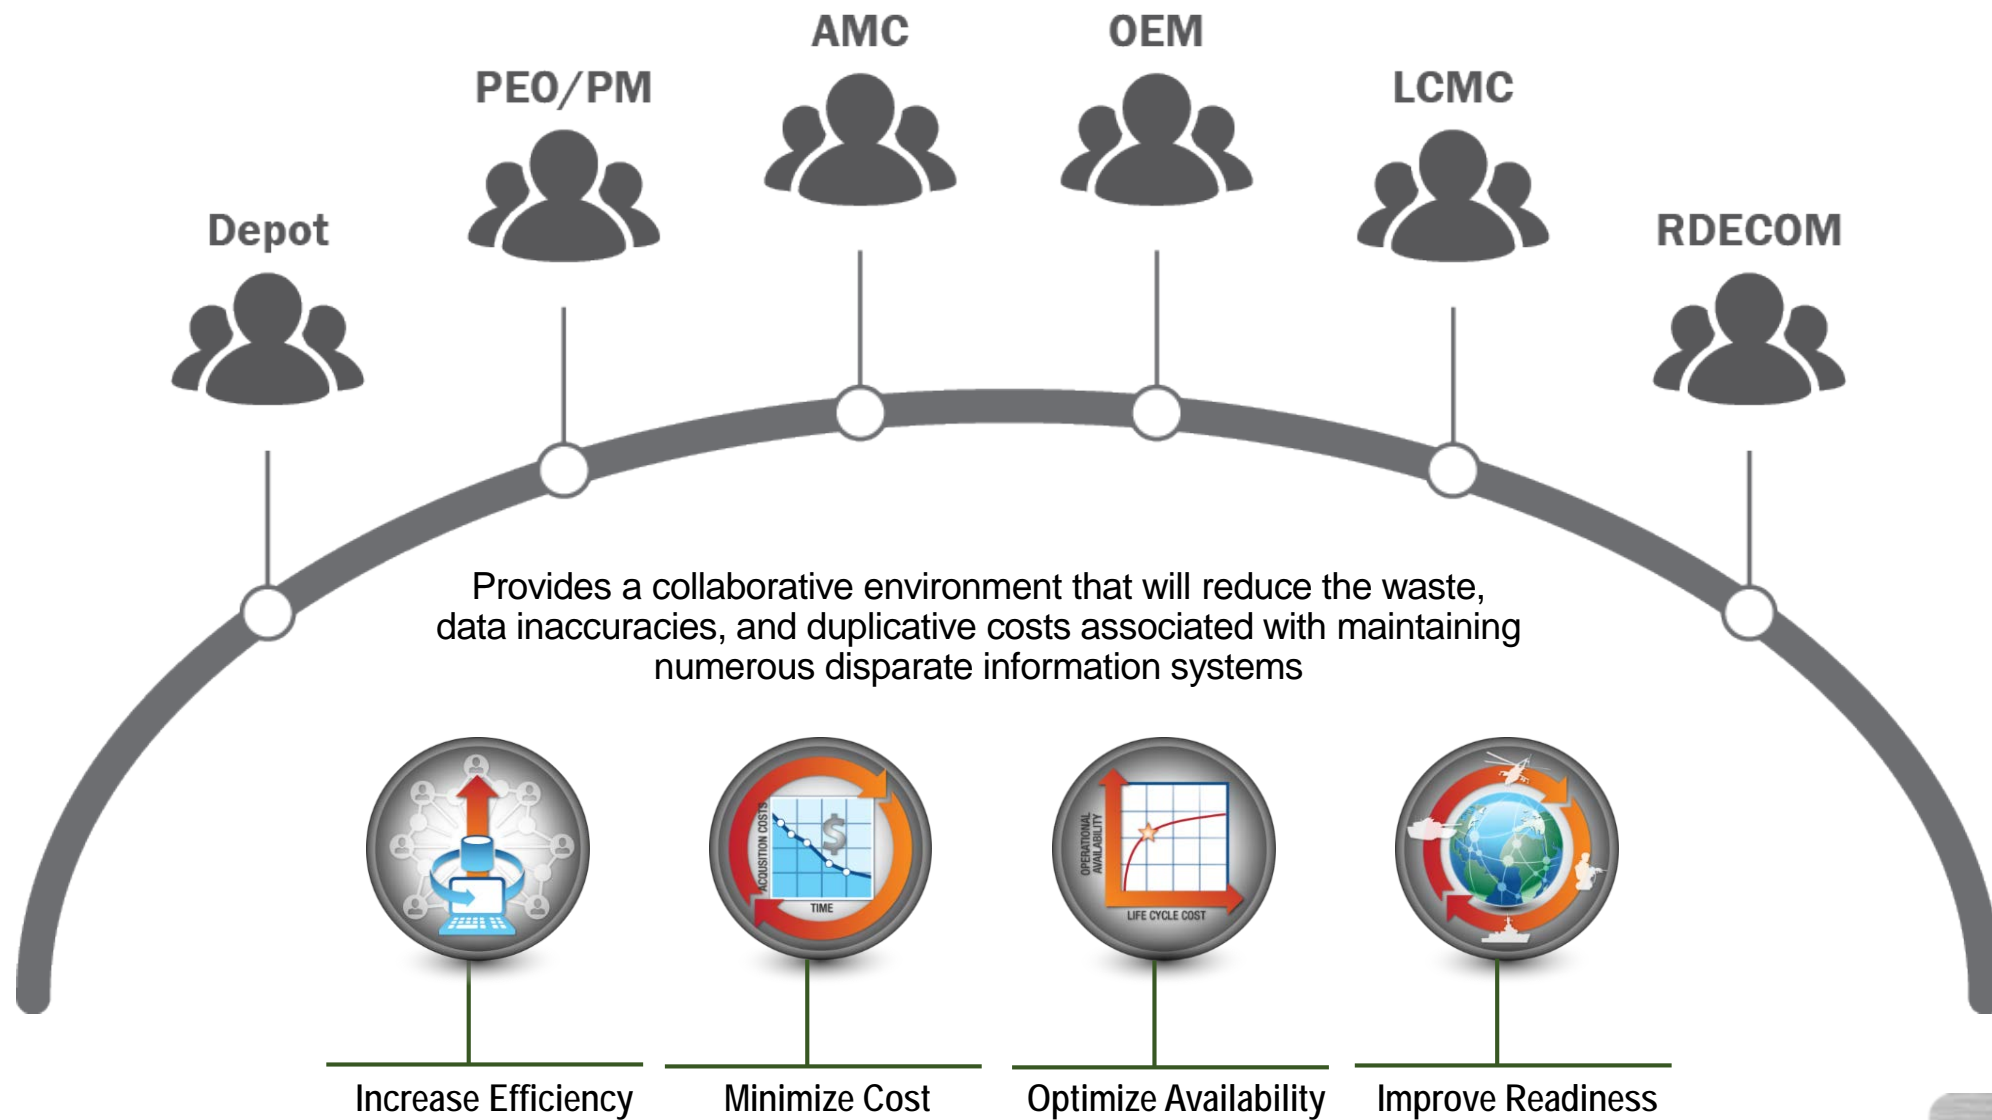 AMC
OEM
PEO/PM
LCMC
Depot
RDECOM
Provides a collaborative environment that will reduce the waste,
data inaccuracies, and duplicative costs associated with maintaining
numerous disparate information systems
ACQUSITION COSTS
$
TIME
OPERATIONAL
AVAILABILITY
LIFE CYCLE COST
Increase Efficiency
Minimize Cost
Optimize Availability
Improve Readiness